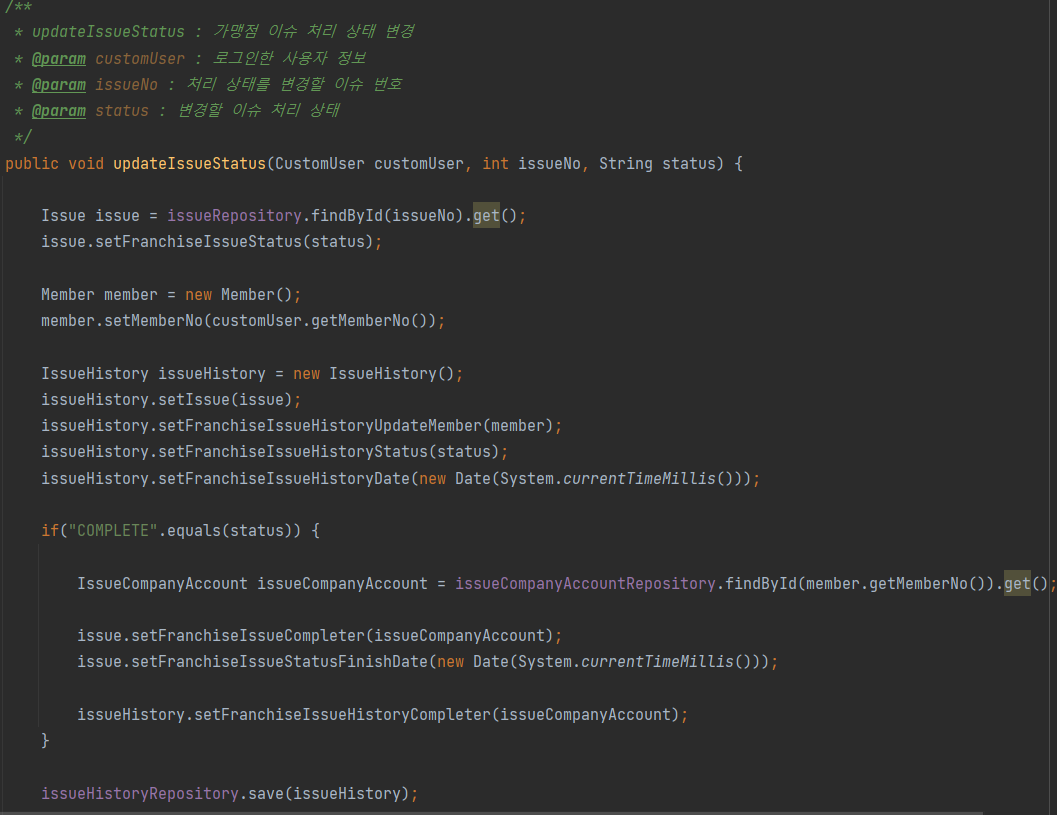 /**
 * updateIssueStatus : 가맹점 이슈 처리 상태 변경
 * @param customUser : 로그인한 사용자 정보
 * @param issueNo : 처리 상태를 변경할 이슈 번호
 * @param status : 변경할 이슈 처리 상태
 */
public void updateIssueStatus(CustomUser customUser, int issueNo, String status) {
    Issue issue = issueRepository.findById(issueNo).get();
    issue.setFranchiseIssueStatus(status);
    Member member = new Member();
    member.setMemberNo(customUser.getMemberNo());
    IssueHistory issueHistory = new IssueHistory();
    issueHistory.setIssue(issue);
    issueHistory.setFranchiseIssueHistoryUpdateMember(member);
    issueHistory.setFranchiseIssueHistoryStatus(status);
    issueHistory.setFranchiseIssueHistoryDate(new Date(System.currentTimeMillis()));
    if("COMPLETE".equals(status)) {
        IssueCompanyAccount issueCompanyAccount = issueCompanyAccountRepository.findById(member.getMemberNo()).get();
        issue.setFranchiseIssueCompleter(issueCompanyAccount);
        issue.setFranchiseIssueStatusFinishDate(new Date(System.currentTimeMillis()));
        issueHistory.setFranchiseIssueHistoryCompleter(issueCompanyAccount);
    }
    issueHistoryRepository.save(issueHistory);